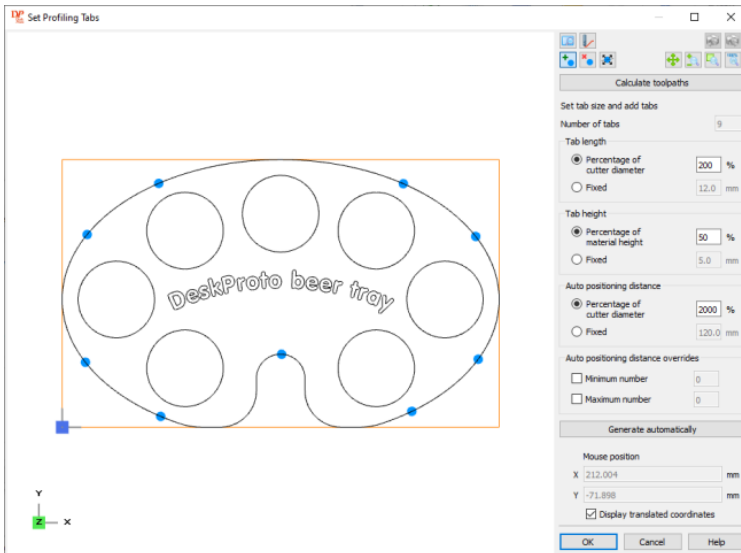 Set Profiling Tabs
Calculate toolpaths
Set tab size and add tabs
Number of tabs 9
Tab length
Percentage of cutter diameter 200 %
Fixed 12.0 mm
Tab height
Percentage of material height 50 %
Fixed 5.0 mm
Auto positioning distance
Percentage of cutter diameter 2000 %
Fixed 120.0 mm
Auto positioning distance overrides
Minimum number 0
Maximum number 0
Generate automatically
Mouse position
X 212.004 mm
Y -71.898 mm
Display translated coordinates
OK Cancel Help
DeskProto beer tray
Y
Z X